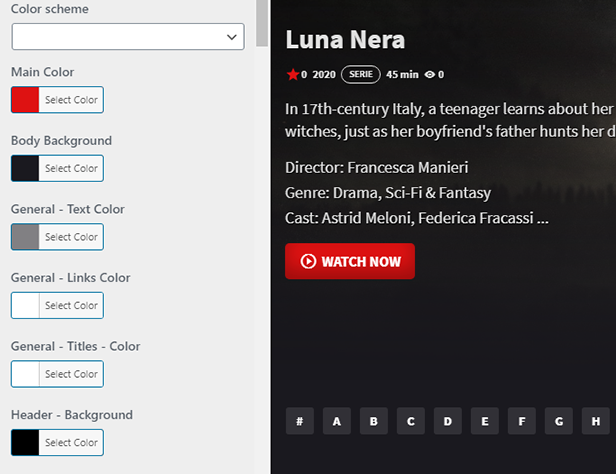 Color scheme
Main Color
Select Color
Body Background
Select Color
General - Text Color
Select Color
General - Links Color
Select Color
General - Titles - Color
Select Color
Header - Background
Select Color
Luna Nera
0 2020 SERIE 45 min 0
In 17th-century Italy, a teenager learns about her
witches, just as her boyfriend's father hunts her d
Director: Francesca Manieri
Genre: Drama, Sci-Fi & Fantasy
Cast: Astrid Meloni, Federica Fracassi ...
WATCH NOW
# A B C D E F G H